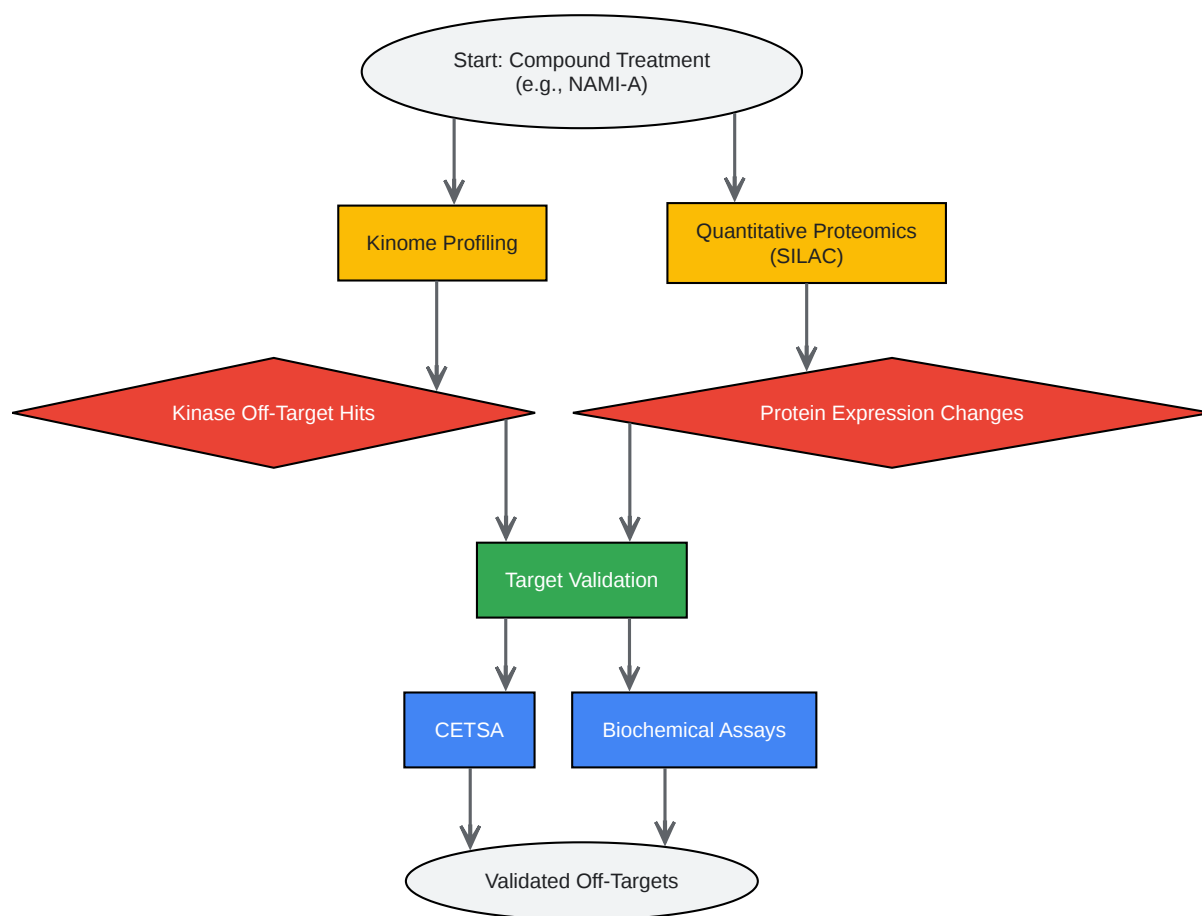 Start: Compound Treatment
(e.g., NAMI-A)
Kinome Profiling
Quantitative Proteomics
(SILAC)
Kinase Off-Target Hits
Protein Expression Changes
Target Validation
CETSA
Biochemical Assays
Validated Off-Targets